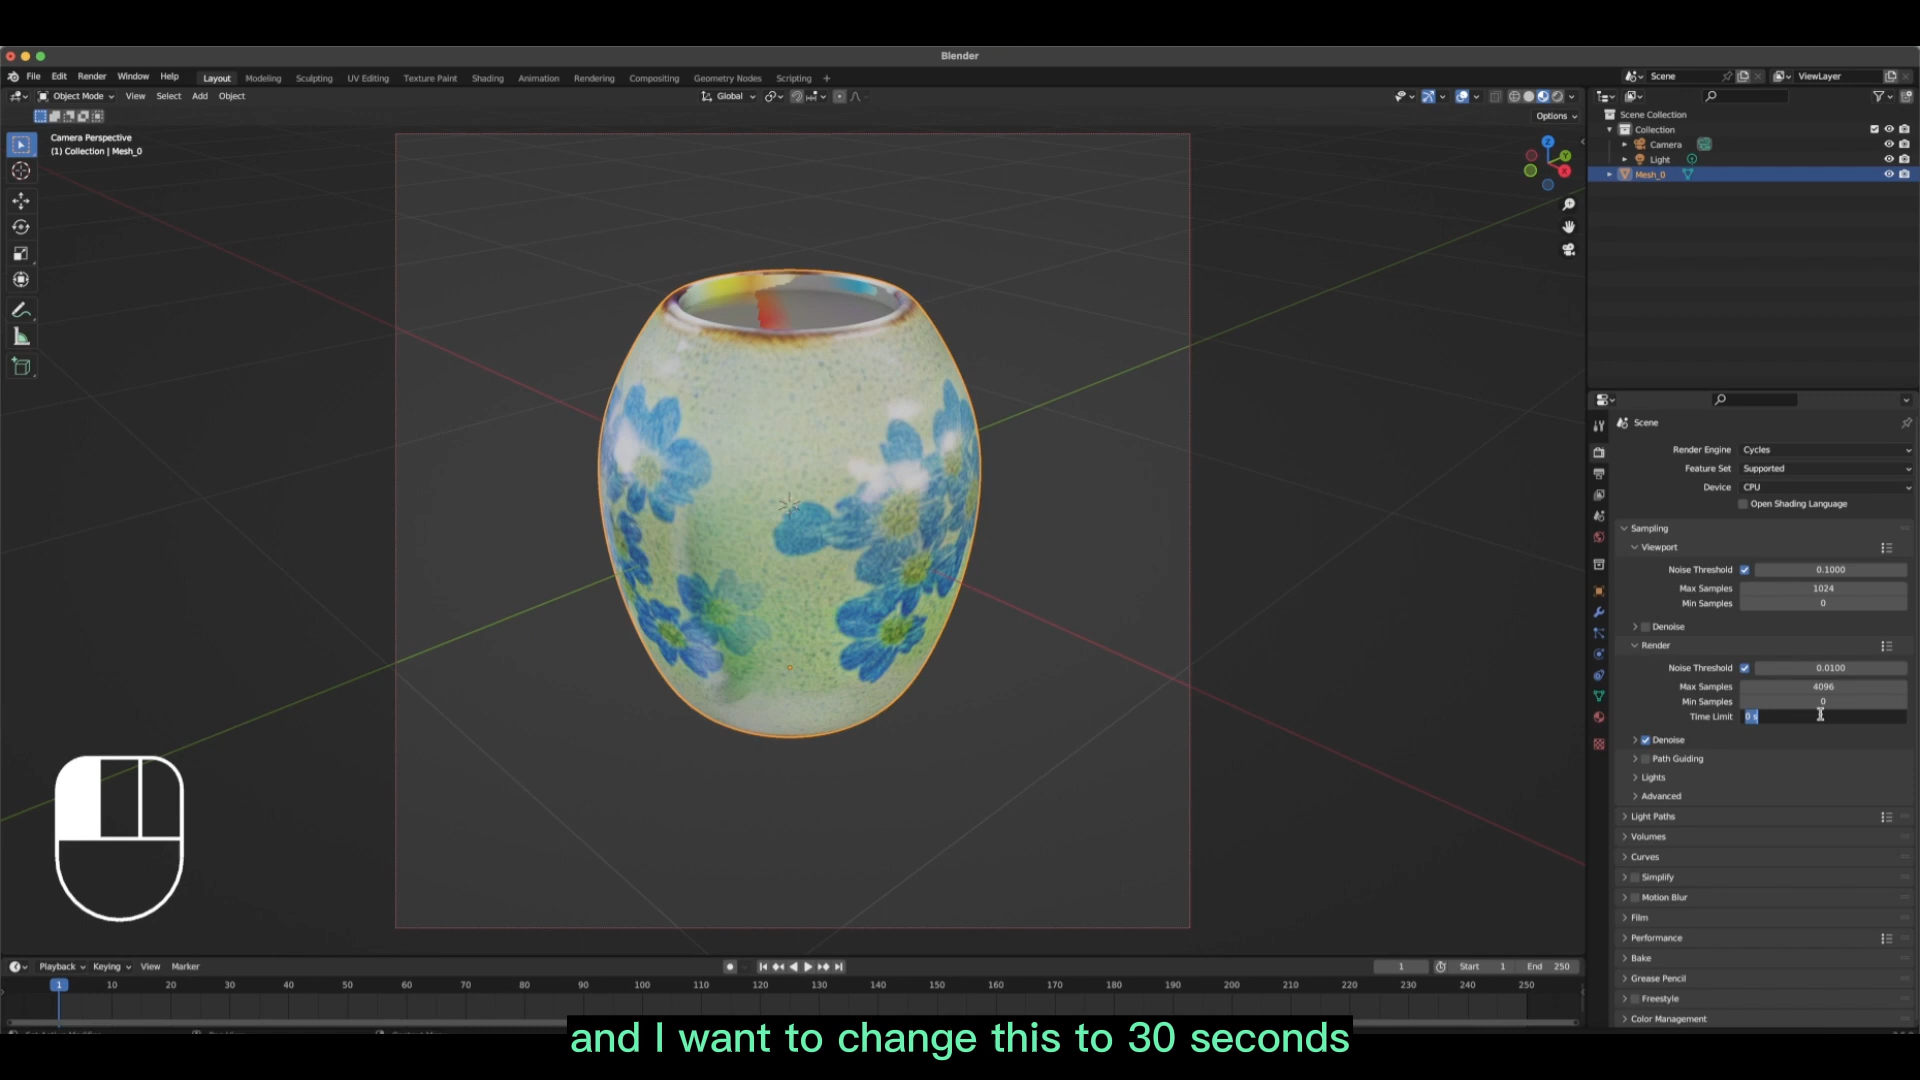 Blender
File Edit Render Window Help Layout Modeling Sculpting UV Editing Texture Paint Shading Animation Rendering Compositing Geometry Nodes Scripting + Scene ViewLayer
Object Mode View Select Add Object Global
Options
Camera Perspective
(1) Collection | Mesh_0
Z
Y
X
Scene Collection
Collection
Camera
Light
Mesh_0
Scene
Render Engine Cycles
Feature Set Supported
Device CPU
Open Shading Language
Sampling
Viewport
Noise Threshold 0.1000
Max Samples 1024
Min Samples 0
Denoise
Render
Noise Threshold 0.0100
Max Samples 4096
Min Samples 0
Time Limit 0 s
Denoise
Path Guiding
Lights
Advanced
Light Paths
Volumes
Curves
Simplify
Motion Blur
Film
Performance
Bake
Grease Pencil
Freestyle
Color Management
Playback Keying View Marker 1 Start 1 End 250
1 10 20 30 40 50 60 70 80 90 100 110 120 130 140 150 160 170 180 190 200 210 220 230 240 250
and I want to change this to 30 seconds